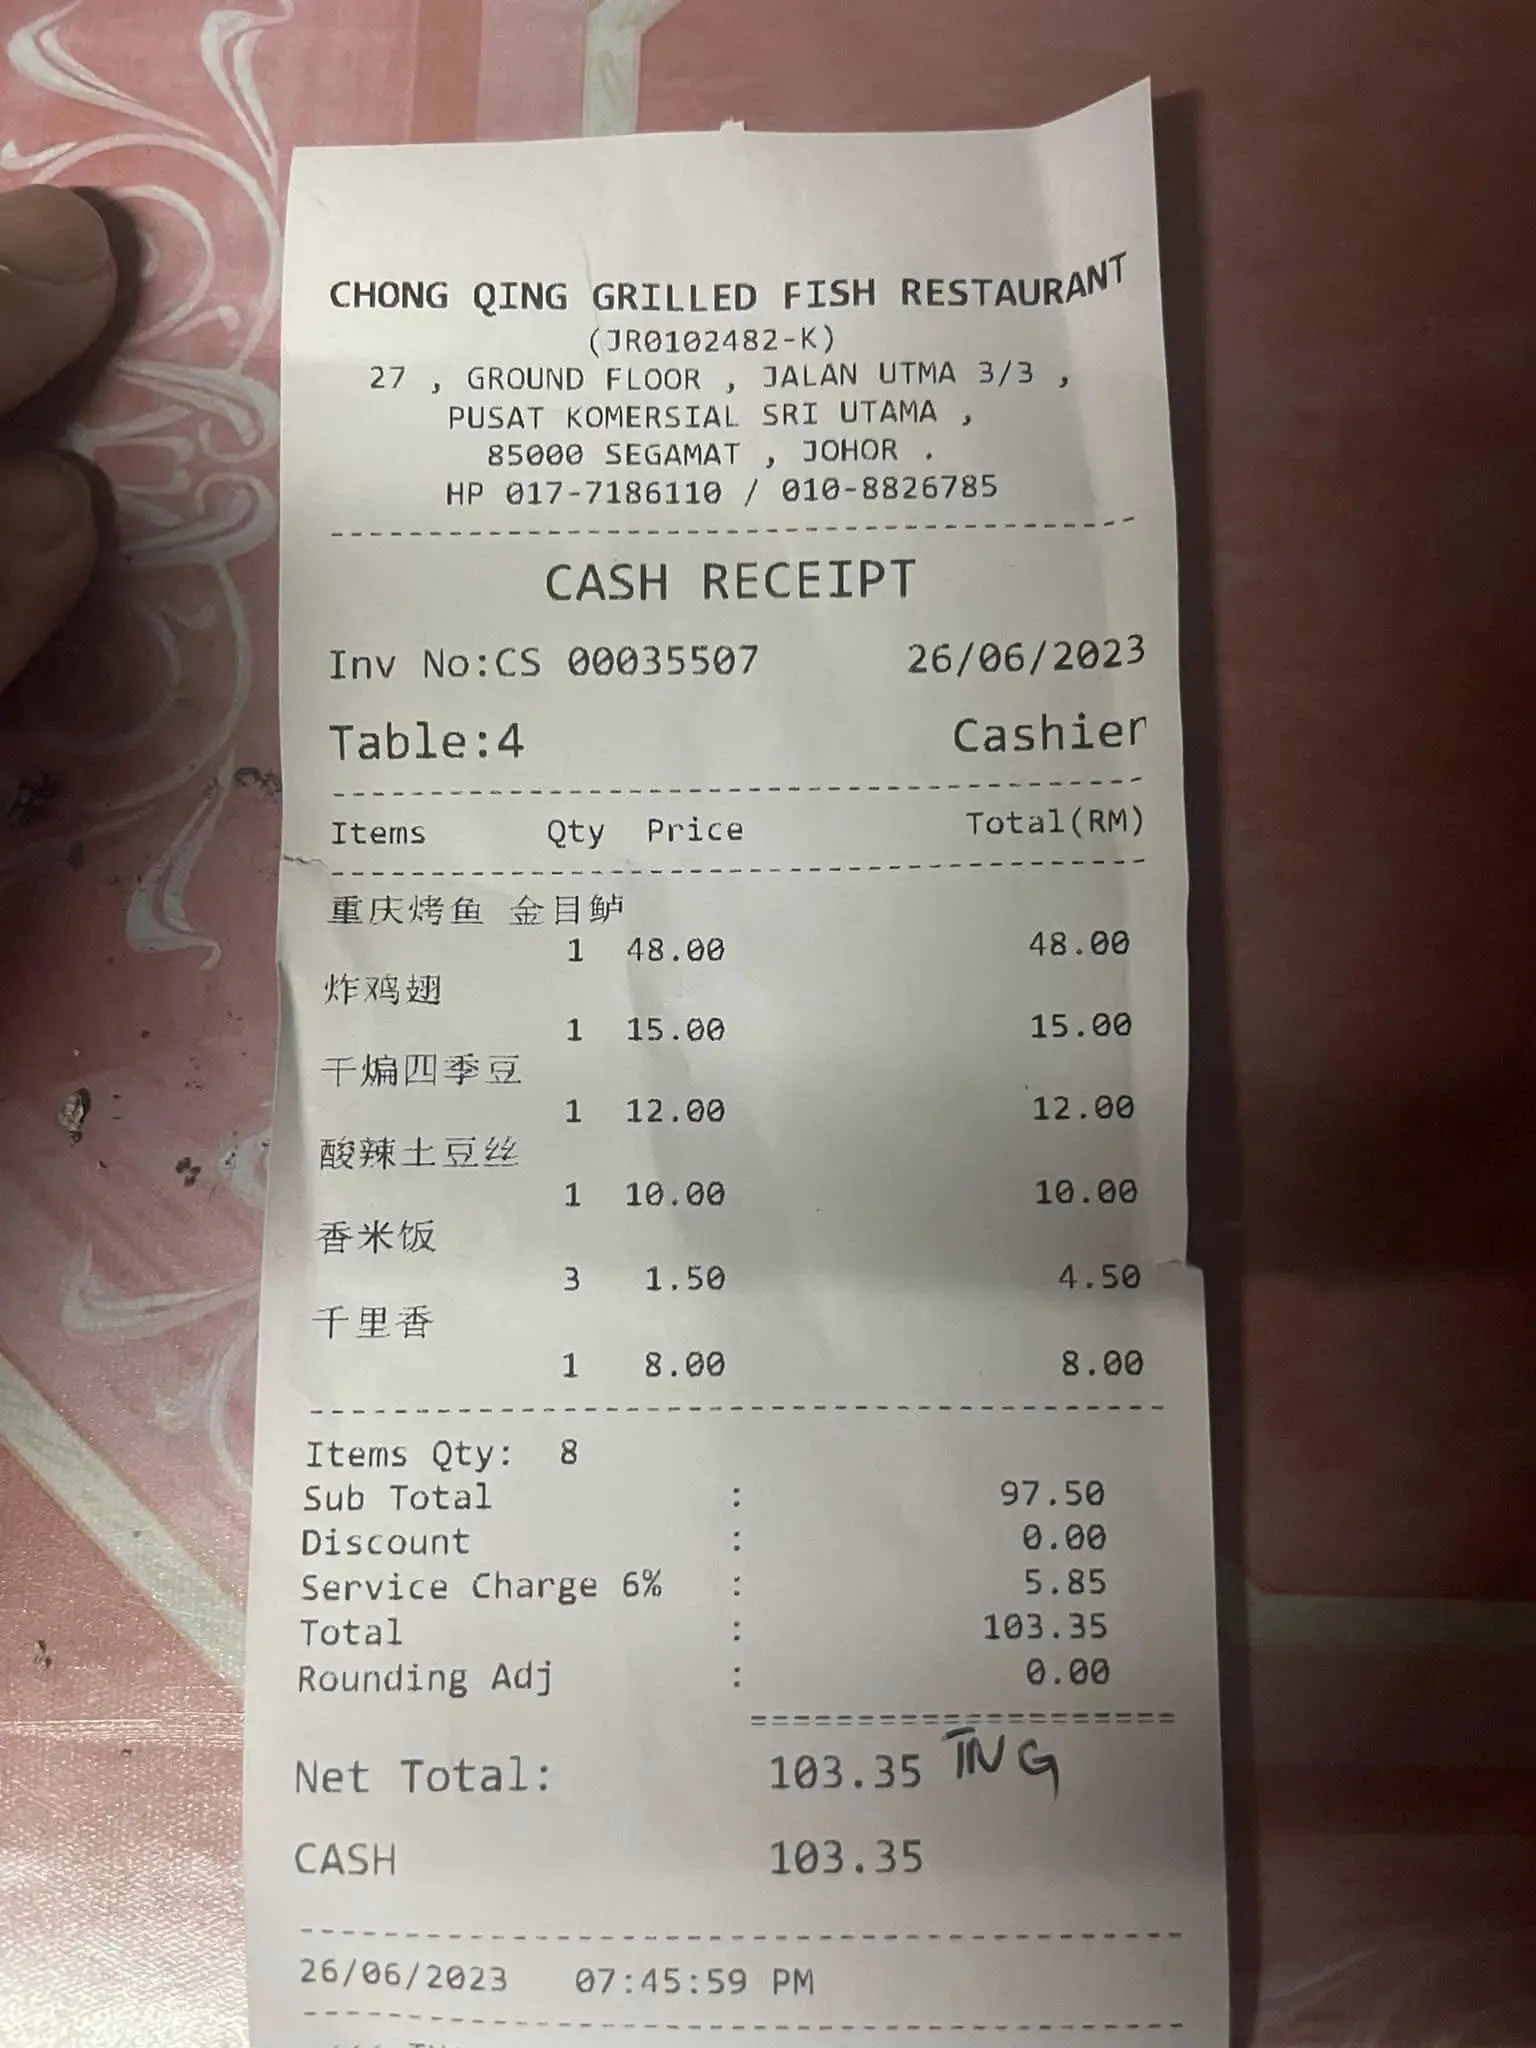 CHONG QING GRILLED FISH RESTAURANT
(JR0102482-K)
27 , GROUND FLOOR , JALAN UTMA 3/3 ,
PUSAT KOMERSIAL SRI UTAMA ,
85000 SEGAMAT , JOHOR .
HP 017-7186110 / 010-8826785
CASH RECEIPT
Inv No:CS 00035507 26/06/2023
Table:4 Cashier
Items Qty Price Total(RM)
重庆烤鱼 金目鲈
1 48.00 48.00
炸鸡翅
1 15.00 15.00
干煸四季豆
1 12.00 12.00
酸辣土豆丝
1 10.00 10.00
香米饭
3 1.50 4.50
千里香
1 8.00 8.00
Items Qty: 8
Sub Total : 97.50
Discount : 0.00
Service Charge 6% : 5.85
Total : 103.35
Rounding Adj : 0.00
Net Total: 103.35 TNG
CASH 103.35
26/06/2023 07:45:59 PM